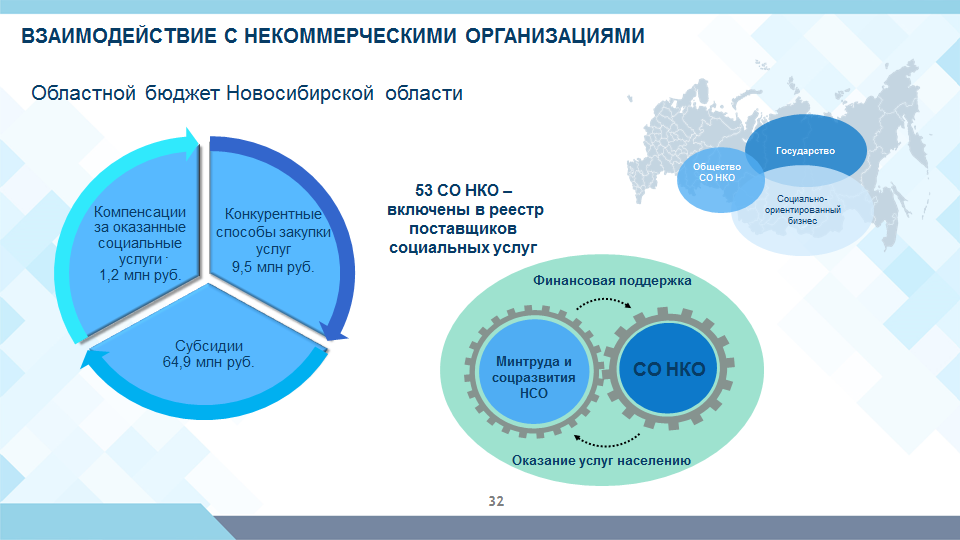 ВЗАИМОДЕЙСТВИЕ С НЕКОММЕРЧЕСКИМИ ОРГАНИЗАЦИЯМИ
Областной бюджет Новосибирской области
Компенсации
за оказанные
социальные
услуги -
1,2 млн руб.
Конкурентные
способы закупки
услуг
9,5 млн руб.
Субсидии
64,9 млн руб.
53 СО НКО –
включены в реестр
поставщиков
социальных услуг
Государство
Общество
СО НКО
Социально-
ориентированный
бизнес
Финансовая поддержка
Минтруда и
соцразвития
НСО
СО НКО
Оказание услуг населению
32